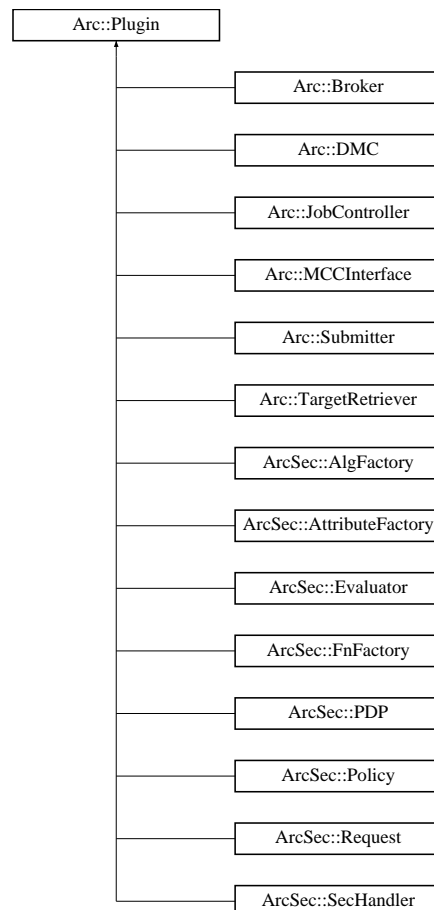 Arc::Plugin
Arc::Broker
Arc::DMC
Arc::JobController
Arc::MCCInterface
Arc::Submitter
Arc::TargetRetriever
ArcSec::AlgFactory
ArcSec::AttributeFactory
ArcSec::Evaluator
ArcSec::FnFactory
ArcSec::PDP
ArcSec::Policy
ArcSec::Request
ArcSec::SecHandler